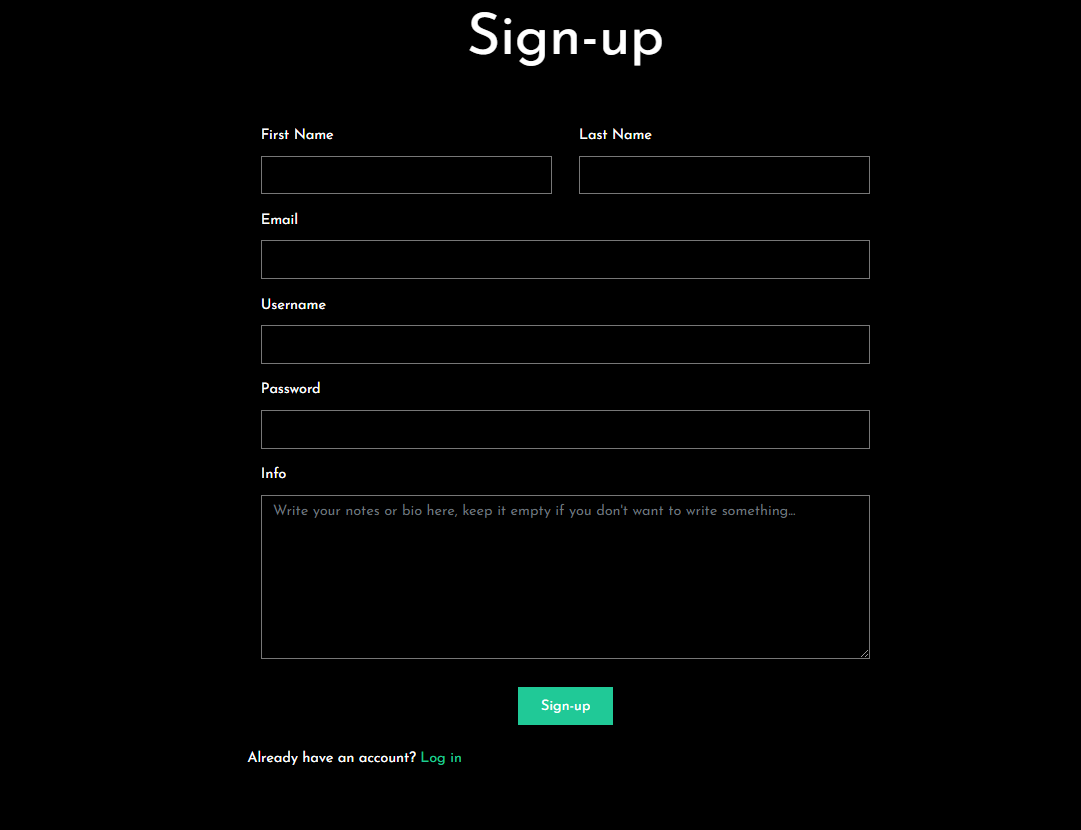 Sign-up
First Name Last Name
Email
Username
Password
Info
Write your notes or bio here, keep it empty if you don't want to write something...
Sign-up
Already have an account? Log in